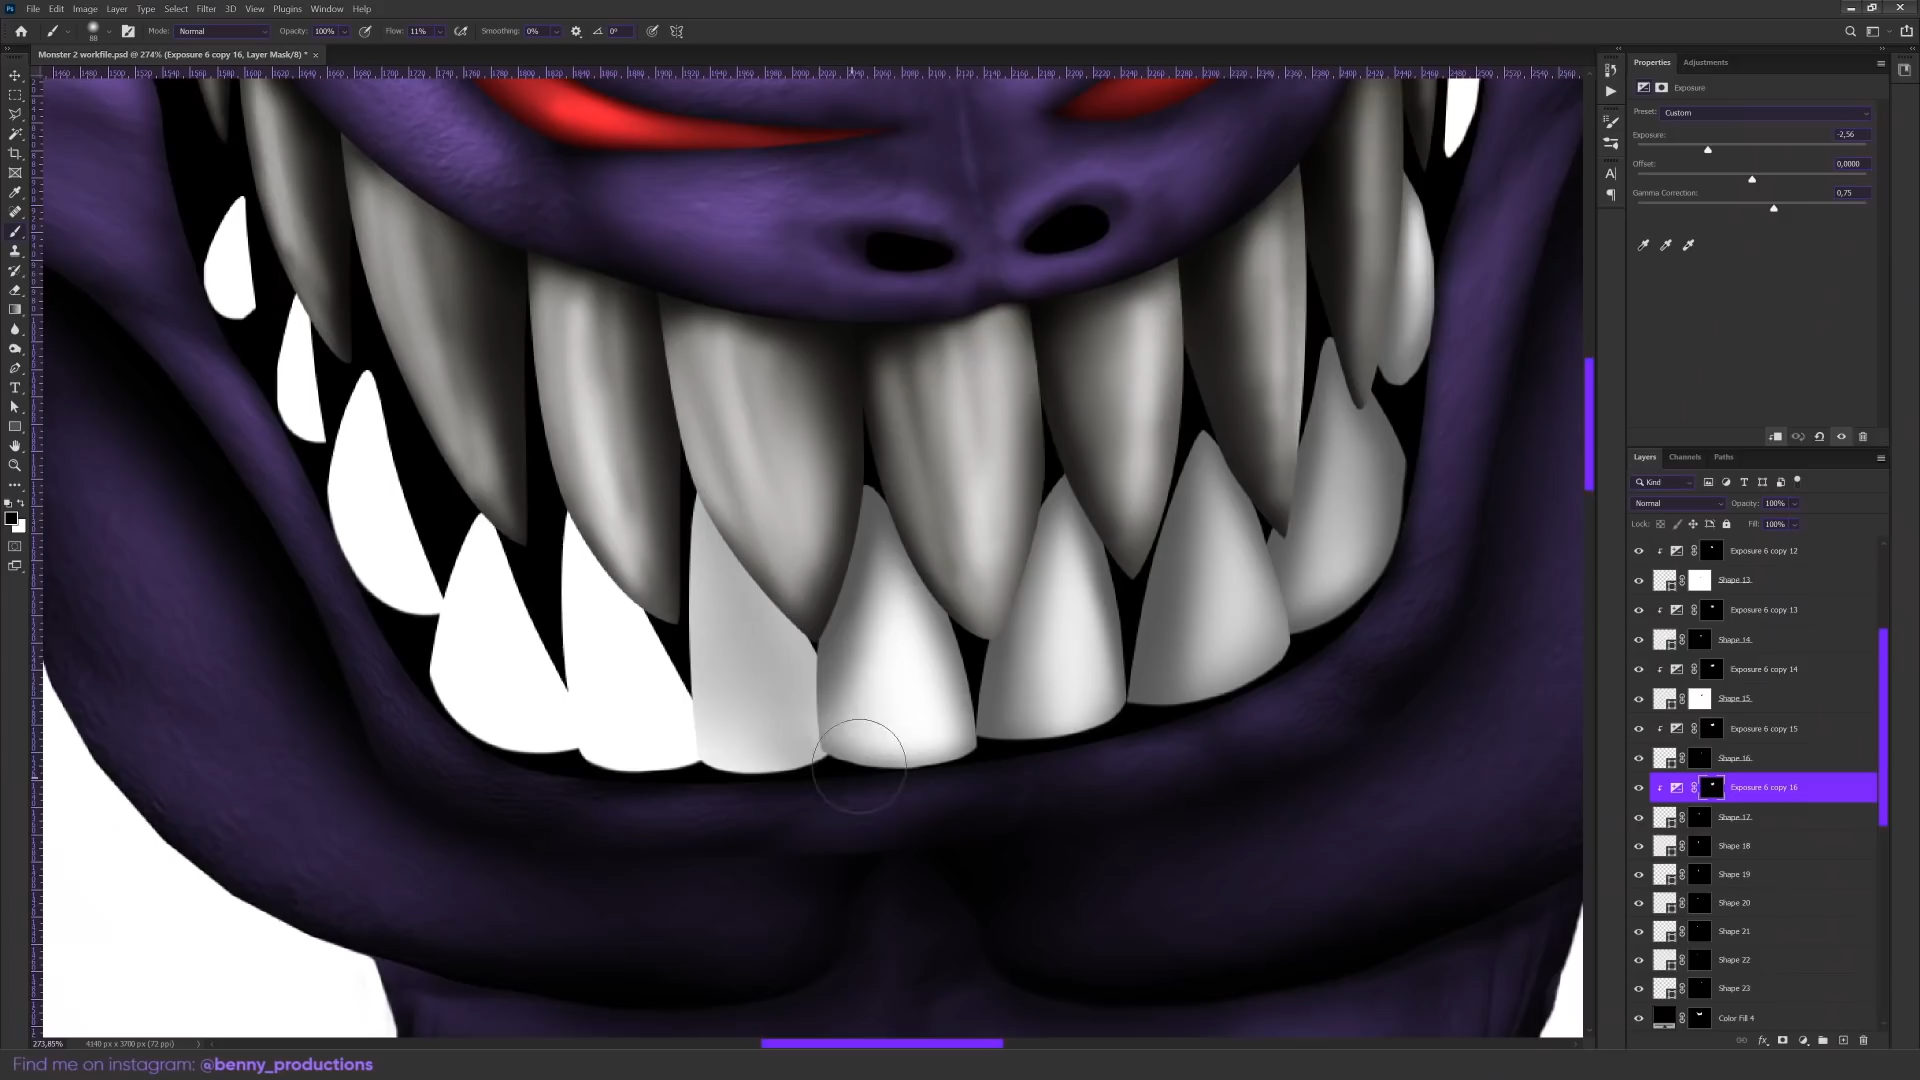 File Edit Image Layer Type Select Filter 3D View Plugins Window Help
88 Mode: Normal Opacity: 100% Flow: 11% Smoothing: 0% 0°
Monster 2 workfile.psd @ 274% (Exposure 6 copy 16, Layer Mask/8) *
Properties Adjustments
Exposure
Preset: Custom
Exposure: -2,56
Offset: 0,0000
Gamma Correction: 0,75
Layers Channels Paths
Kind
Normal Opacity: 100%
Lock: Fill: 100%
Exposure 6 copy 12
Shape 13
Exposure 6 copy 13
Shape 14
Exposure 6 copy 14
Shape 15
Exposure 6 copy 15
Shape 16
Exposure 6 copy 16
Shape 17
Shape 18
Shape 19
Shape 20
Shape 21
Shape 22
Shape 23
Color Fill 4
273,85% 4140 px x 3700 px (72 ppi)
Find me on instagram: @benny_productions